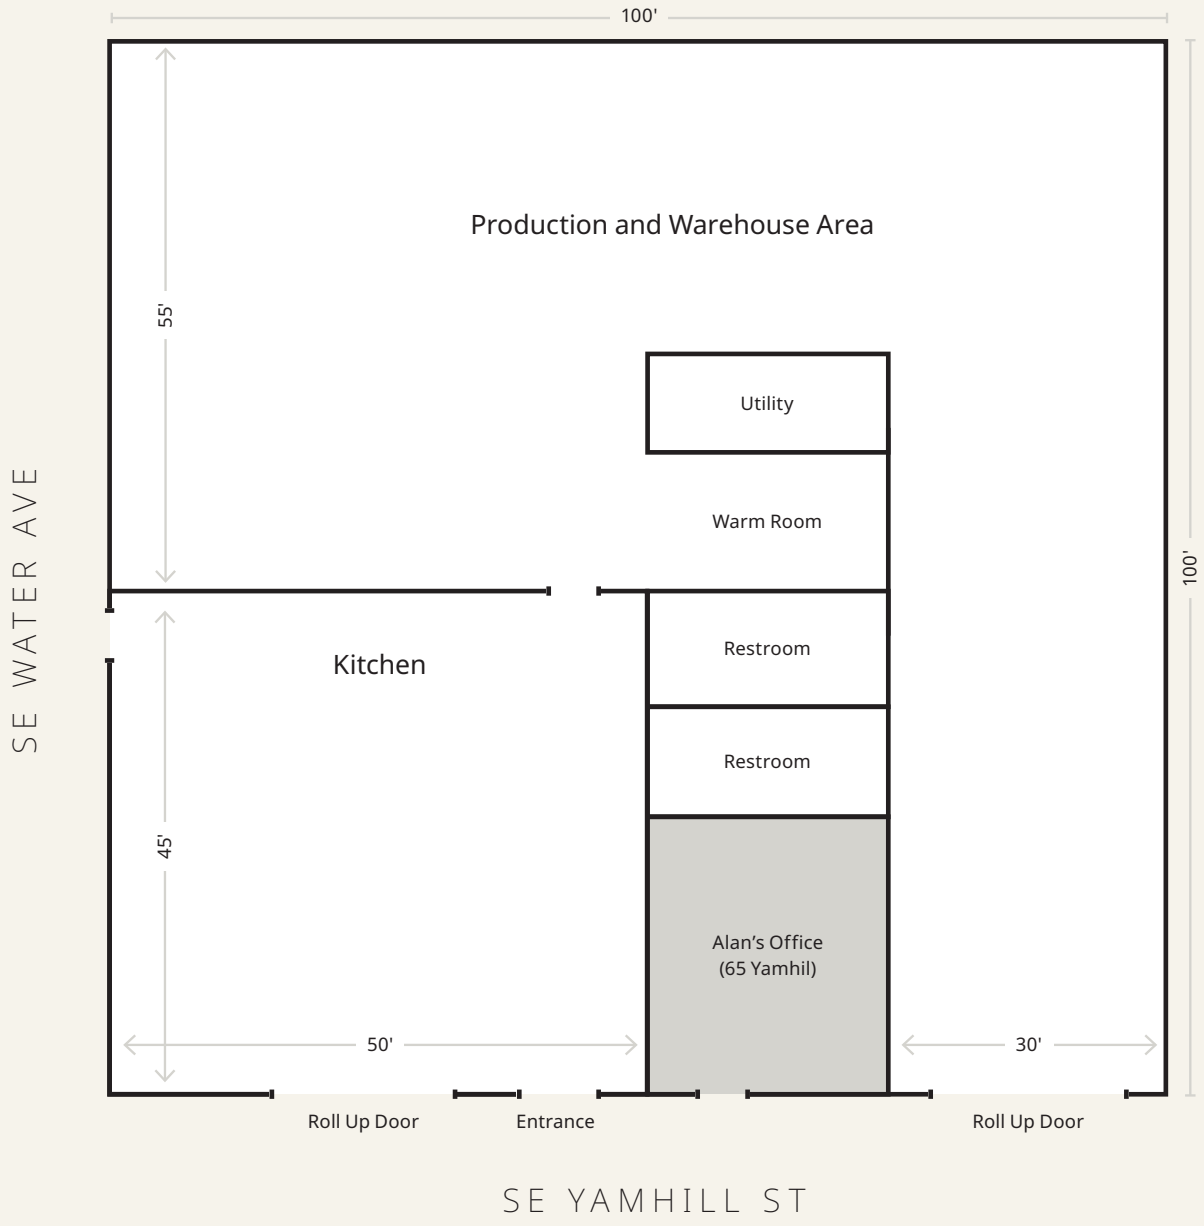 100'
Production and Warehouse Area
55'
Utility
Warm Room
SE WATER AVE
100'
Restroom
Kitchen
Restroom
45'
Alan’s Office
(65 Yamhil)
50'
30'
Roll Up Door
Entrance
Roll Up Door
SE YAMHILL ST